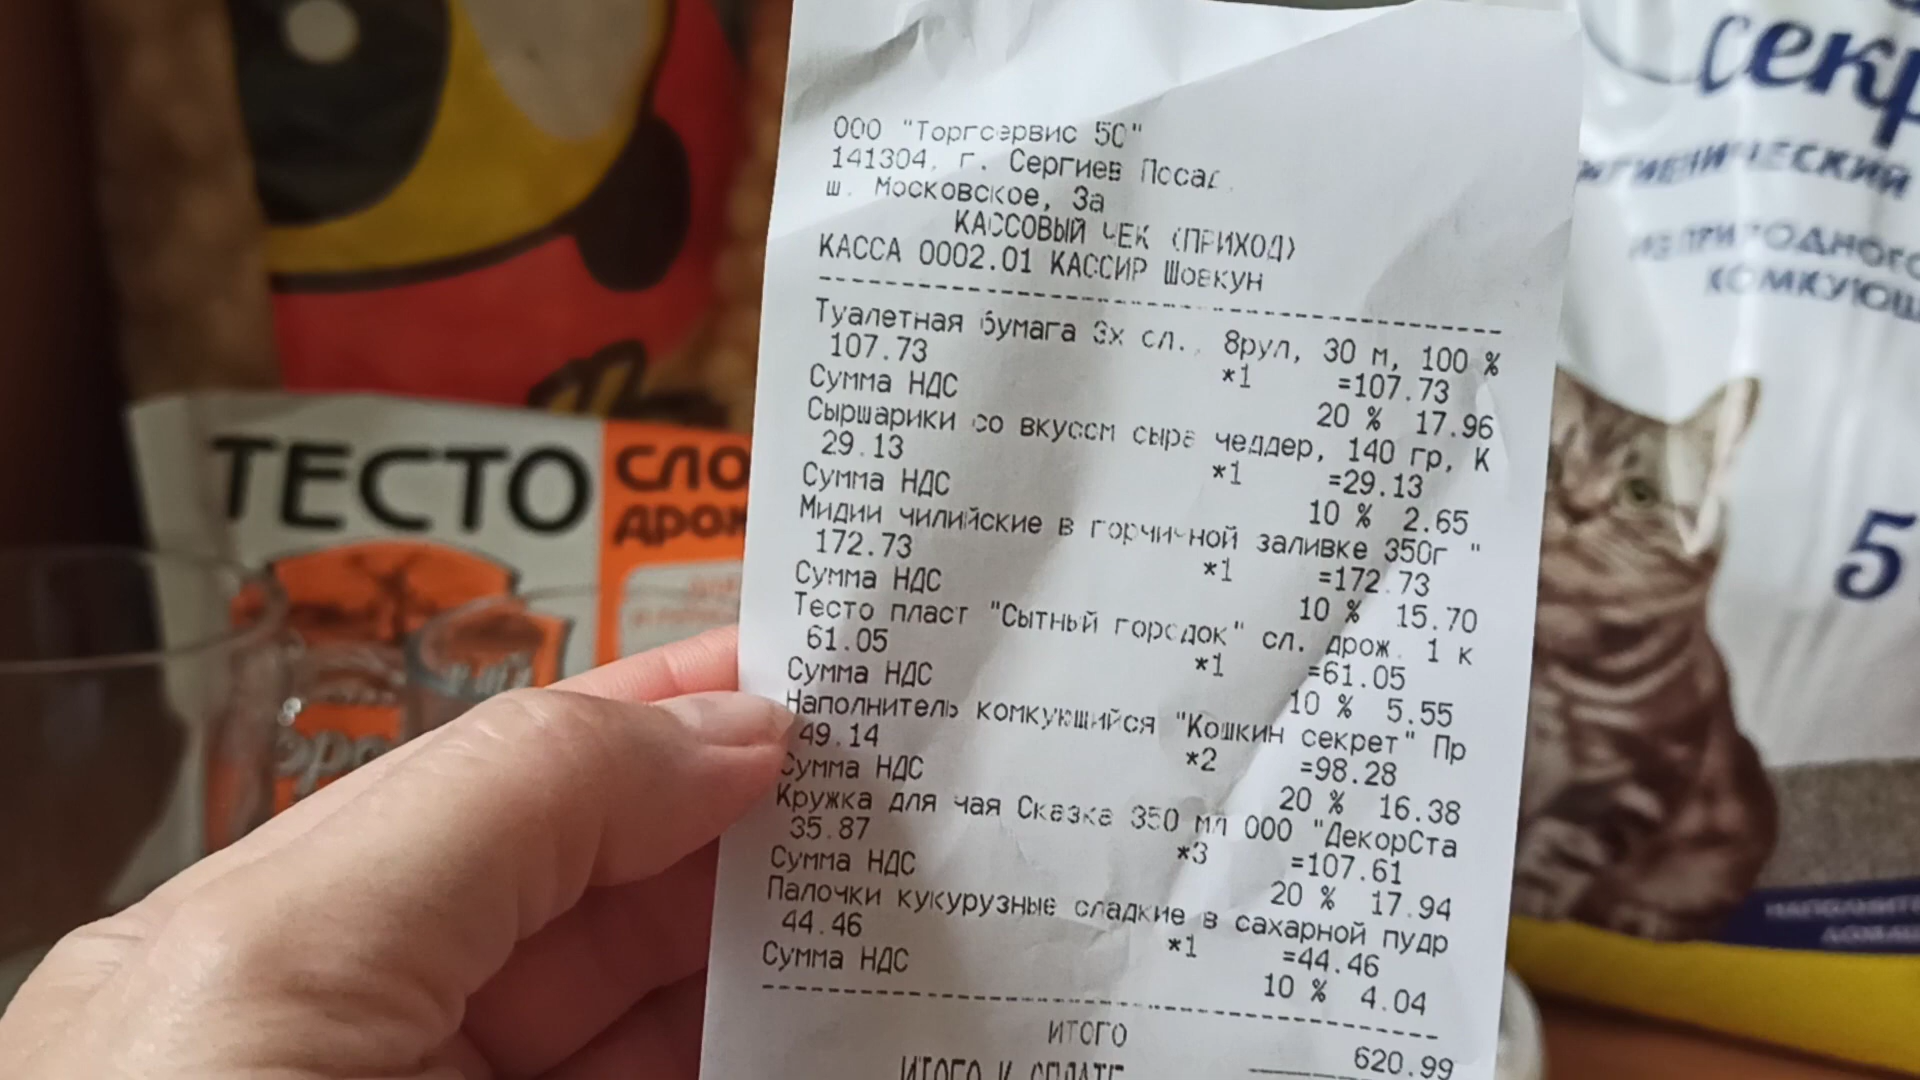 ООО "Торгсервис 50"
141304, г. Сергиев Посад,
ш. Московское, 3а
КАССОВЫЙ ЧЕК (ПРИХОД)
КАССА 0002.01 КАССИР Шовкун
Туалетная бумага 3х сл., 8рул, 30 м, 100 %
107.73 *1 =107.73
Сумма НДС 20 % 17.96
Сыршарики со вкусом сыра чеддер, 140 гр, К
29.13 *1 =29.13
Сумма НДС 10 % 2.65
Мидии чилийские в горчичной заливке 350г "
172.73 *1 =172.73
Сумма НДС 10 % 15.70
Тесто пласт "Сытный городок" сл. дрож. 1 к
61.05 *1 =61.05
Сумма НДС 10 % 5.55
Наполнитель комкующийся "Кошкин секрет" Пр
49.14 *2 =98.28
Сумма НДС 20 % 16.38
Кружка для чая Сказка 350 мл ООО "ДекорСта
35.87 *3 =107.61
Сумма НДС 20 % 17.94
Палочки кукурузные сладкие в сахарной пудр
44.46 *1 =44.46
Сумма НДС 10 % 4.04
ИТОГО 620.99
ИТОГО К ОПЛАТЕ
ТЕСТО
СЛО
дрож
секр
5